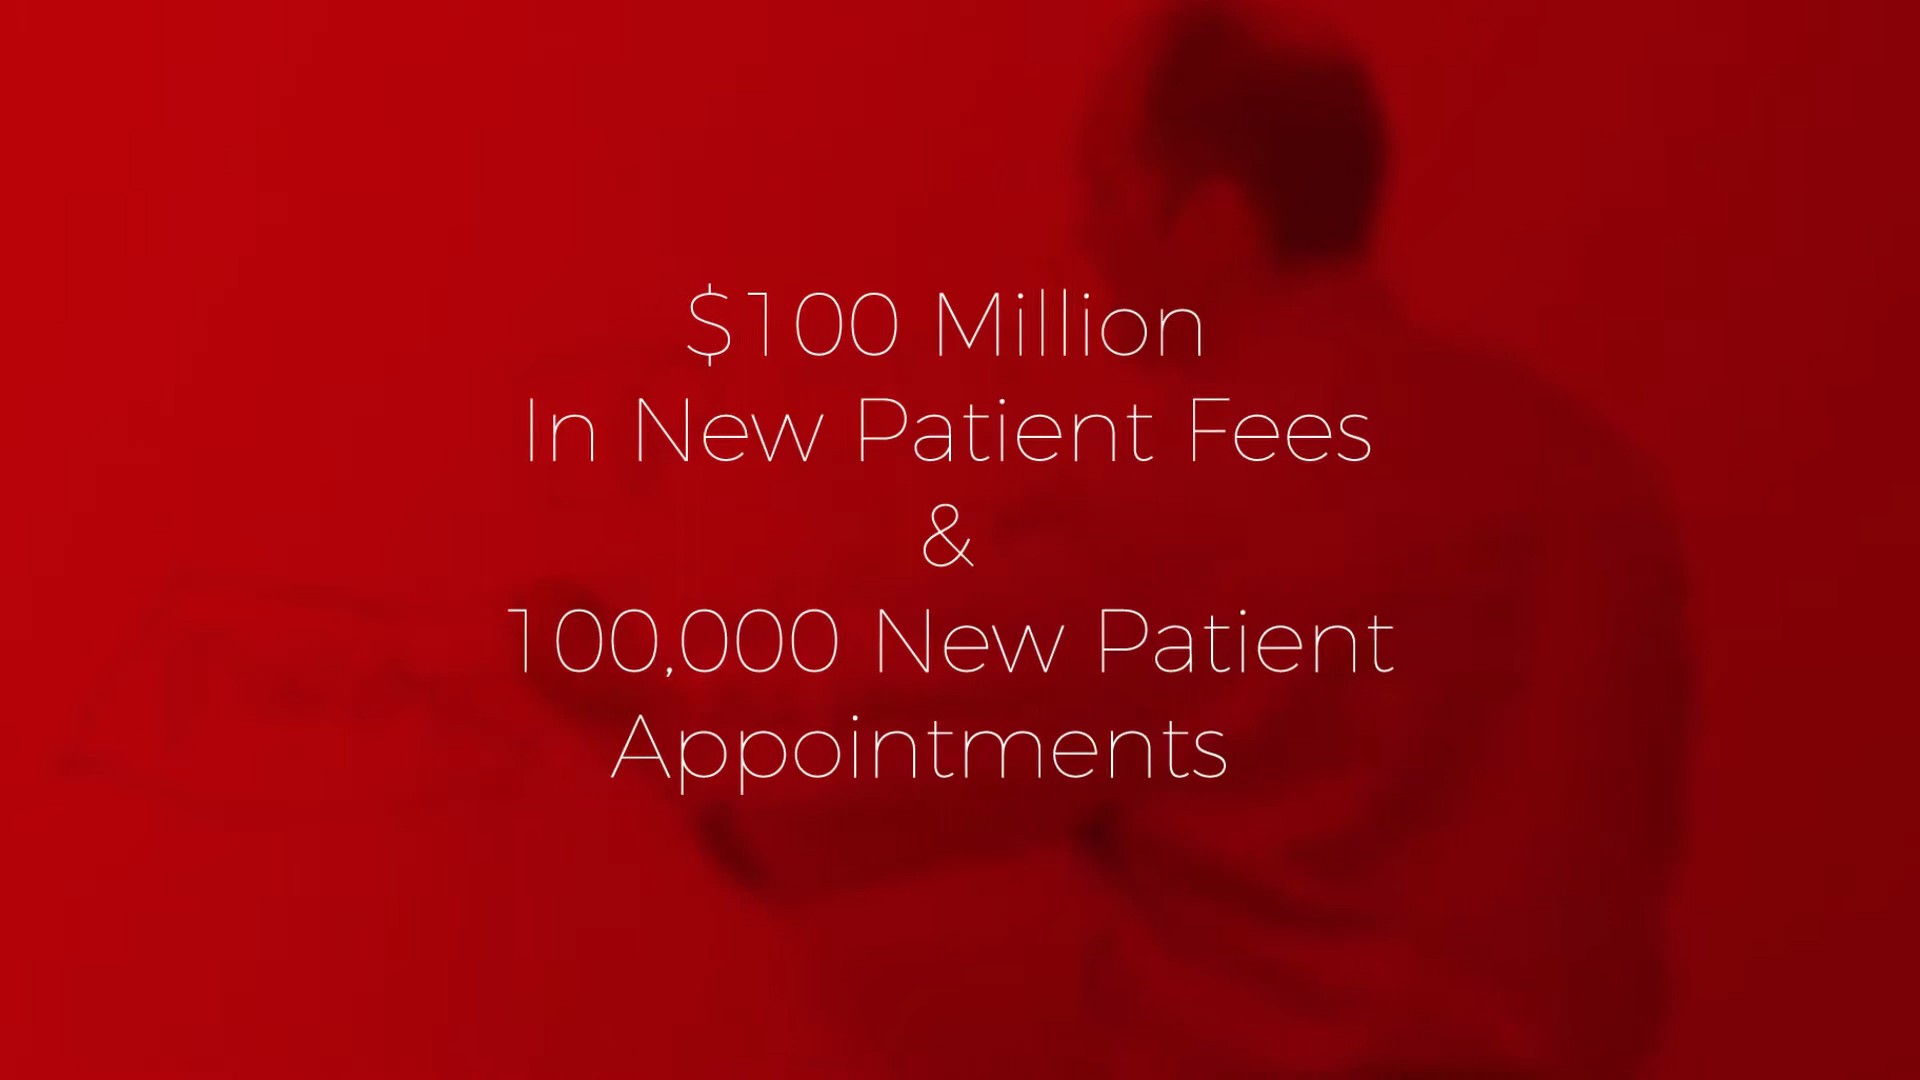 $100 Million
In New Patient Fees
&
100,000 New Patient
Appointments